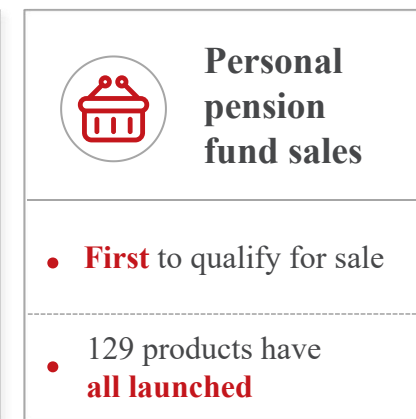 Personal
pension
fund sales
First to qualify for sale
129 products have
all launched